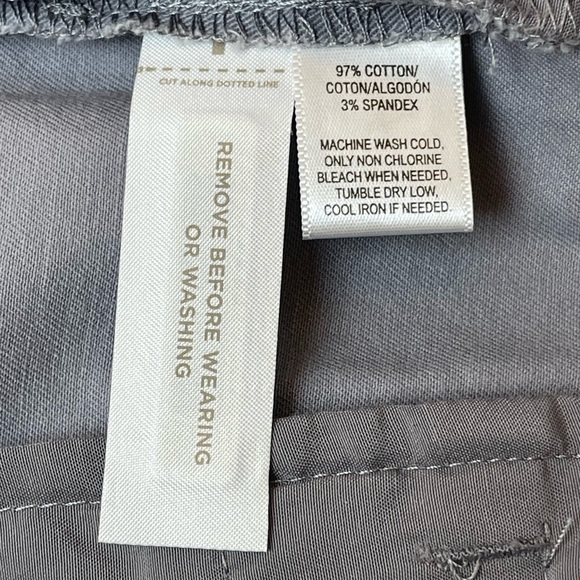 CUT ALONG DOTTED LINE
REMOVE BEFORE WEARING
OR WASHING
97% COTTON/
COTON/ALGODÓN
3% SPANDEX
MACHINE WASH COLD,
ONLY NON CHLORINE
BLEACH WHEN NEEDED,
TUMBLE DRY LOW,
COOL IRON IF NEEDED.